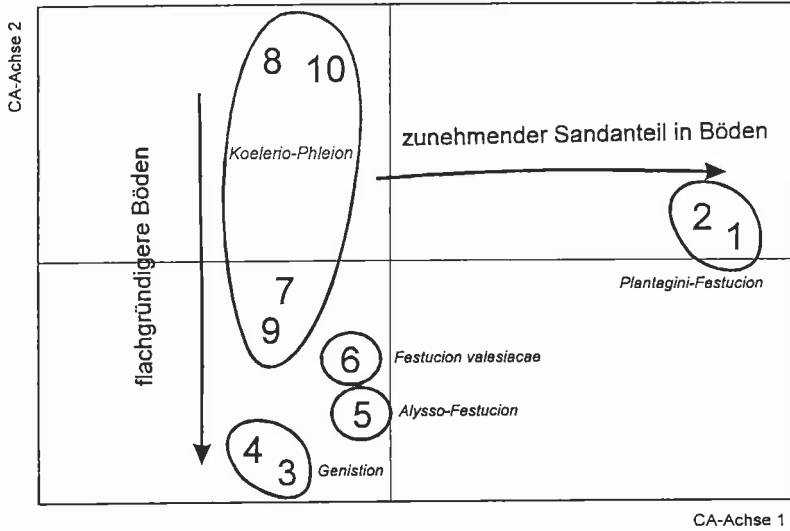 CA-Achse 2
8 10
Koelerio-Phleion
zunehmender Sandanteil in Böden
flachgründigere Böden
2
1
Plantagini-Festucion
7
9
6
Festucion valesiacae
5
Alysso-Festucion
4
3
Genistion
CA-Achse 1